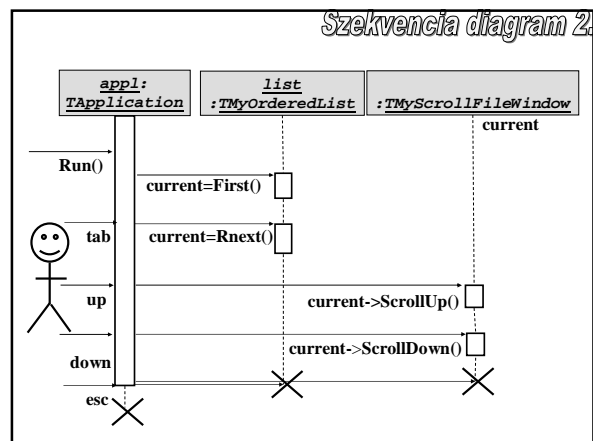 Szekvencia diagram 2.
appl:
TApplication
list
:TMyOrderedList
:TMyScrollFileWindow
current
Run()
current=First()
tab
current=Rnext()
up
current->ScrollUp()
down
current->ScrollDown()
esc